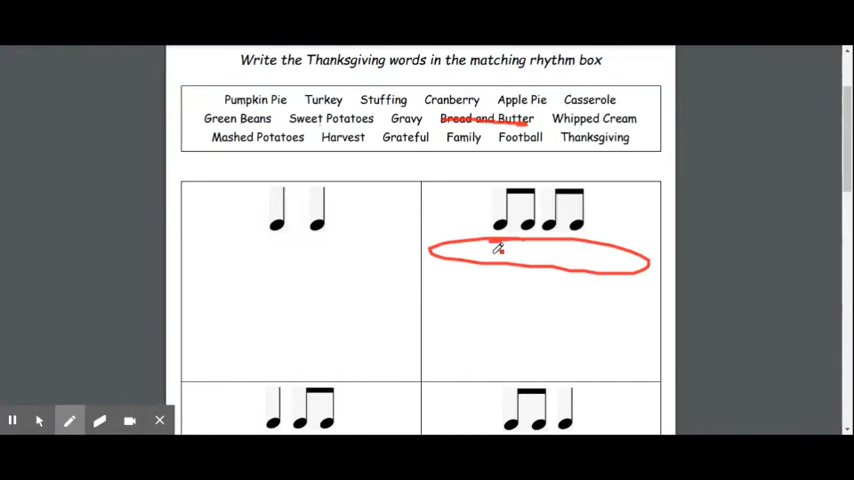 Write the Thanksgiving words in the matching rhythm box
Pumpkin Pie Turkey Stuffing Cranberry Apple Pie Casserole
Green Beans Sweet Potatoes Gravy Bread and Butter Whipped Cream
Mashed Potatoes Harvest Grateful Family Football Thanksgiving